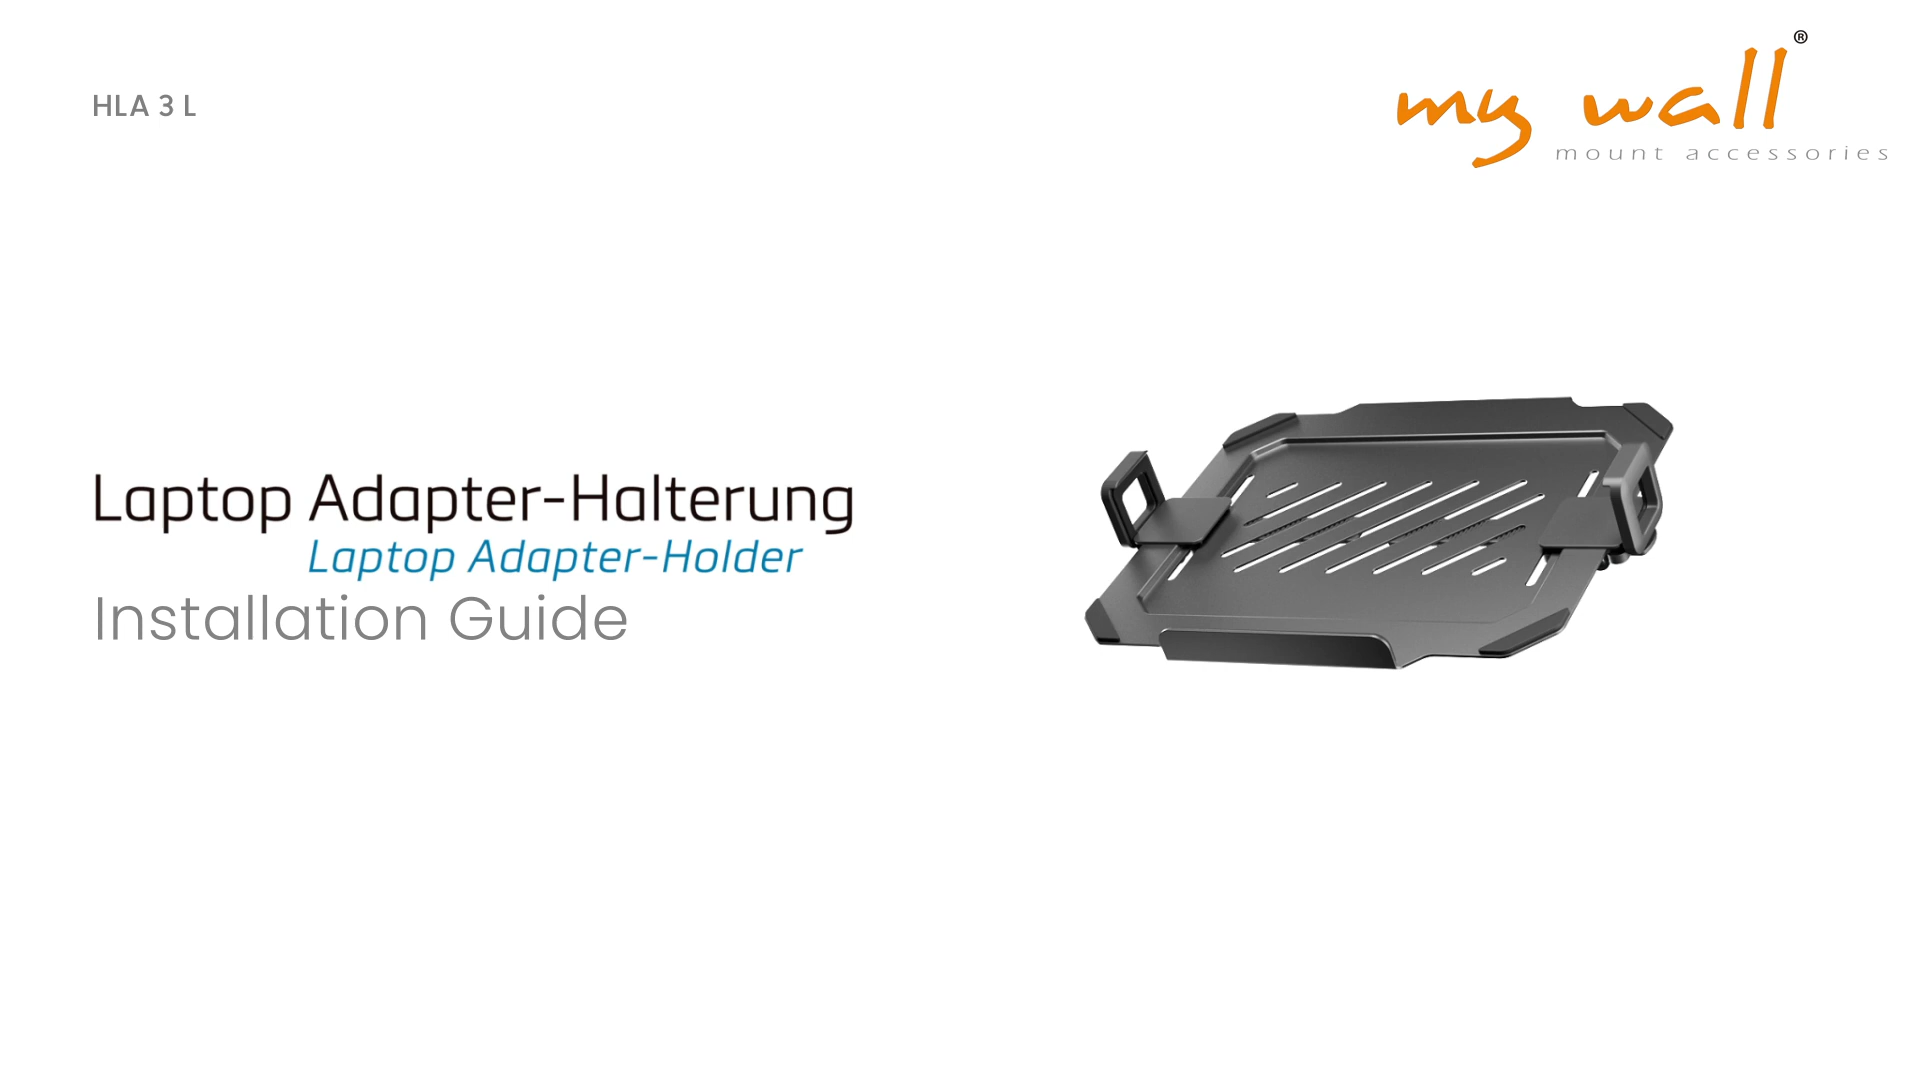 HLA 3 L
my wall®
mount accessories
Laptop Adapter-Halterung
Laptop Adapter-Holder
Installation Guide